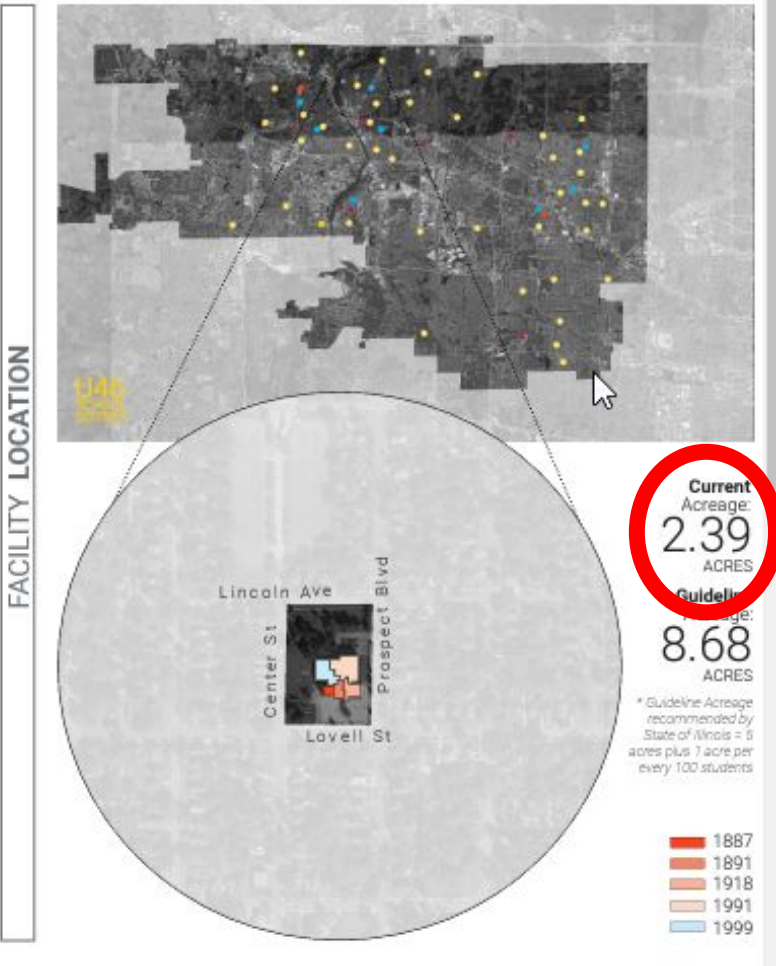 FACILITY LOCATION
U46
Current
Acreage:
2.39
ACRES
8.68
ACRES
* Guideline Acreage
recommended by
State of Illinois = 5
acres plus 1 acre per
every 100 students
Lincoln Ave
Center St
Prospect Blvd
Lovell St
1887
1891
1918
1991
1999